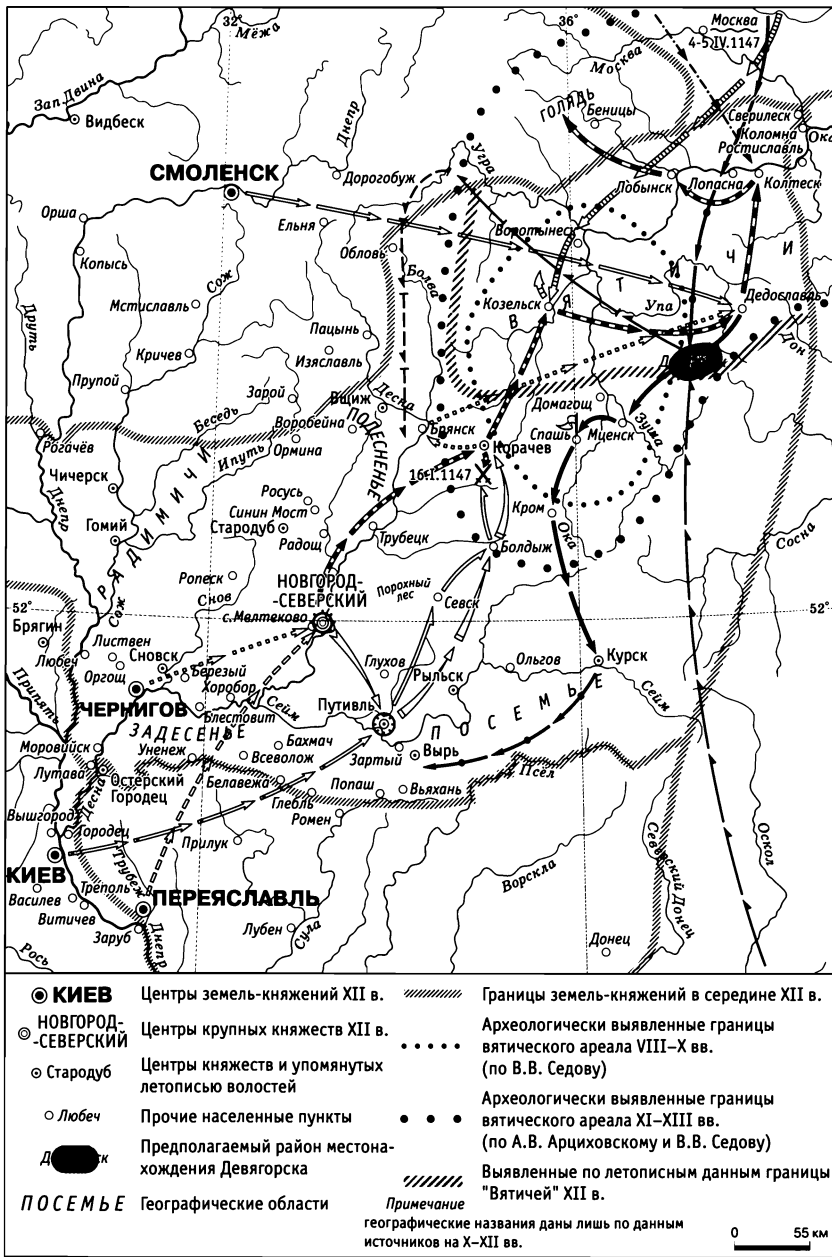 32°
Мёжа
36°
Москва
4-5.IV.1147
Москва
Зап.Двина
Видбеск
Днепр
ГОЛЯДЬ
Беницы
Сверилеск
Коломна
Ростиславль
Ока
Угра
СМОЛЕНСК
Дорогобуж
Лобынск
Лопасна
Колтеск
Орша
Ельня
Воротынеск
Обловь
Копысь
Сож
Болва
В Я Т И Ч И
Мстиславль
Козельск
Упа
Дедославль
Друть
Пацынь
Дон
Кричев
Изяславль
Д
Прупой
Зарой
Вщиж
Десна
Домагощ
Беседь
Воробейна
ПОДЕСНЕНЬЕ
Брянск
Спашь
Мценск
Зуша
Рогачёв
Ормина
Корачев
Ипуть
16.I.1147
Чичерск
РАДИМИЧИ
Росусь
Синин Мост
Кром
Днепр
Гомий
Стародуб
Радощ
Трубецк
Ока
Болдыж
Сосна
Ропеск
НОВГОРОД-
-СЕВЕРСКИЙ
Порохный
лес
52°
Снов
с.Мелтеково
Севск
52°
Брягин
Сож
Листвен
Сновск
Любеч
Оргощ
Березый
Глухов
Ольгов
Курск
Хоробор
Рыльск
Припять
ЧЕРНИГОВ
Сейм
Путивль
ПОСЕМЬЕ
Сейм
Блестовит
ЗАДЕСЕНЬЕ
Моровийск
Уненеж
Бахмач
Зартый
Вырь
Всеволож
Лутава
Остерский
Городец
Псёл
Белавежа
Попаш
Вьяхань
Десна
Глебль
Вышгород
Ромен
Городец
Прилук
Северский Донец
Оскол
КИЕВ
Трубеж
Ворскла
Треполь
ПЕРЕЯСЛАВЛЬ
Василев
Витичев
Заруб
Днепр
Лубен
Сула
Донец
Рось
КИЕВ Центры земель-княжений XII в.
НОВГОРОД-
-СЕВЕРСКИЙ Центры крупных княжеств XII в.
Стародуб Центры княжеств и упомянутых
летописью волостей
Любеч Прочие населенные пункты
Д к Предполагаемый район местона-
хождения Девягорска
ПОСЕМЬЕ Географические области
Границы земель-княжений в середине XII в.
Археологически выявленные границы
вятического ареала VIII–X вв.
(по В.В. Седову)
Археологически выявленные границы
вятического ареала XI–XIII вв.
(по А.В. Арциховскому и В.В. Седову)
Выявленные по летописным данным границы
"Вятичей" XII в.
Примечание
географические названия даны лишь по данным
источников на X–XII вв.
0 55 км